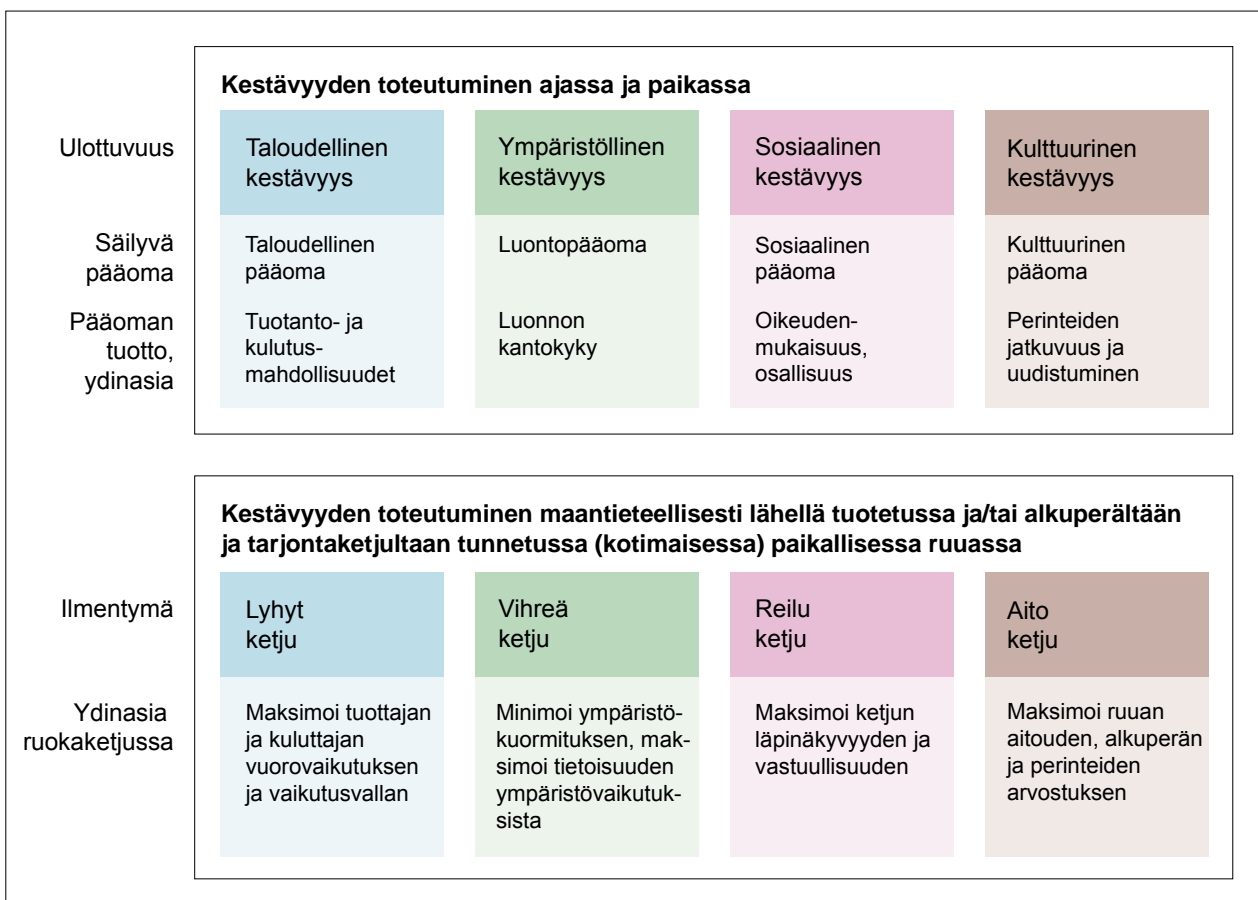 Kestävyyden toteutuminen ajassa ja paikassa
Ulottuvuus
Taloudellinen
kestävyys
Ympäristöllinen
kestävyys
Sosiaalinen
kestävyys
Kulttuurinen
kestävyys
Säilyvä
pääoma
Taloudellinen
pääoma
Luontopääoma
Sosiaalinen
pääoma
Kulttuurinen
pääoma
Pääoman
tuotto,
ydinasia
Tuotanto- ja
kulutus-
mahdollisuudet
Luonnon
kantokyky
Oikeuden-
mukaisuus,
osallisuus
Perinteiden
jatkuvuus ja
uudistuminen
Kestävyyden toteutuminen maantieteellisesti lähellä tuotetussa ja/tai alkuperältään
ja tarjontaketjultaan tunnetussa (kotimaisessa) paikallisessa ruuassa
Ilmentymä
Lyhyt
ketju
Vihreä
ketju
Reilu
ketju
Aito
ketju
Ydinasia
ruokaketjussa
Maksimoi tuottajan
ja kuluttajan
vuorovaikutuksen
ja vaikutusvallan
Minimoi ympäristö-
kuormituksen, mak-
simoi tietoisuuden
ympäristövaikutuk-
sista
Maksimoi ketjun
läpinäkyvyyden ja
vastuullisuuden
Maksimoi ruuan
aitouden, alkuperän
ja perinteiden
arvostuksen